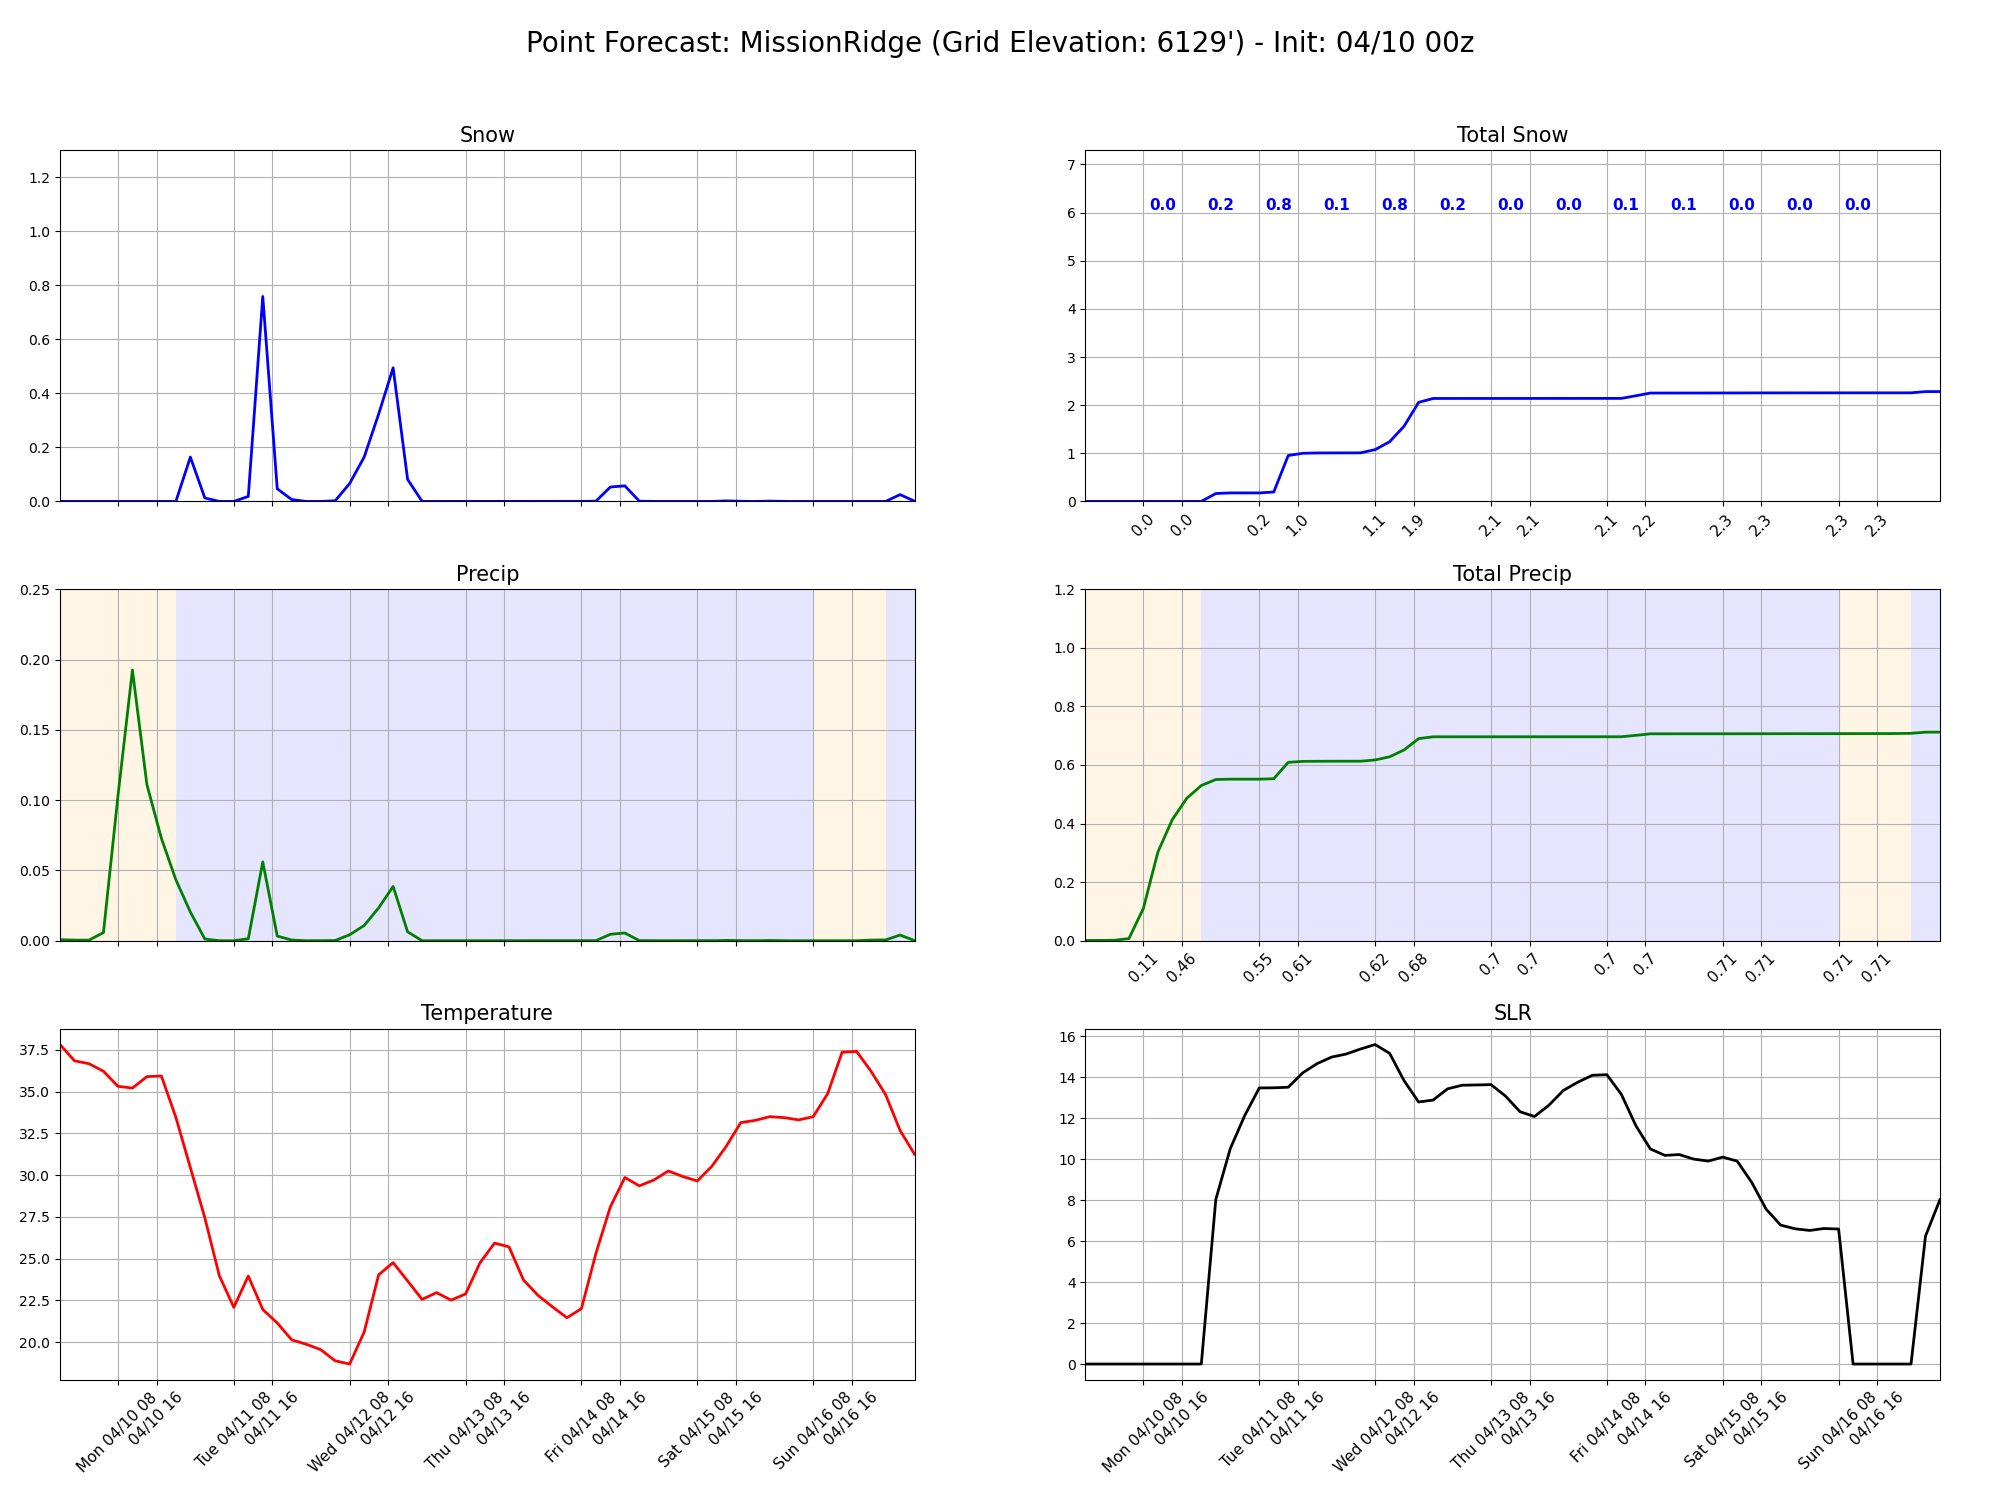 Point Forecast: MissionRidge (Grid Elevation: 6129') - Init: 04/10 00z
Snow
1.2
1.0
0.8
0.6
0.4
0.2
0.0
Total Snow
7
6
5
4
3
2
1
0
0.0 0.2 0.8 0.1 0.8 0.2 0.0 0.0 0.1 0.1 0.0 0.0 0.0
0.0 0.0 0.2 1.0 1.1 1.9 2.1 2.1 2.1 2.2 2.3 2.3 2.3 2.3
Precip
0.25
0.20
0.15
0.10
0.05
0.00
Total Precip
1.2
1.0
0.8
0.6
0.4
0.2
0.0
0.11 0.46 0.55 0.61 0.62 0.68 0.7 0.7 0.7 0.7 0.71 0.71 0.71 0.71
Temperature
37.5
35.0
32.5
30.0
27.5
25.0
22.5
20.0
Mon 04/10 08
04/10 16
Tue 04/11 08
04/11 16
Wed 04/12 08
04/12 16
Thu 04/13 08
04/13 16
Fri 04/14 08
04/14 16
Sat 04/15 08
04/15 16
Sun 04/16 08
04/16 16
SLR
16
14
12
10
8
6
4
2
0
Mon 04/10 08
04/10 16
Tue 04/11 08
04/11 16
Wed 04/12 08
04/12 16
Thu 04/13 08
04/13 16
Fri 04/14 08
04/14 16
Sat 04/15 08
04/15 16
Sun 04/16 08
04/16 16